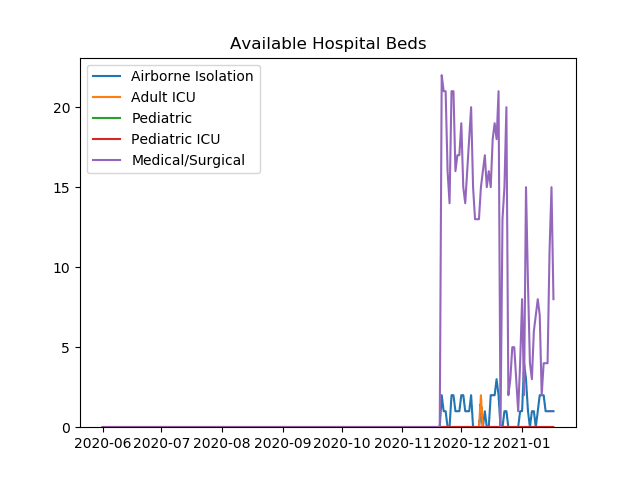 Available Hospital Beds
Airborne Isolation
Adult ICU
Pediatric
Pediatric ICU
Medical/Surgical
20
15
10
5
0
2020-06 2020-07 2020-08 2020-09 2020-10 2020-11 2020-12 2021-01